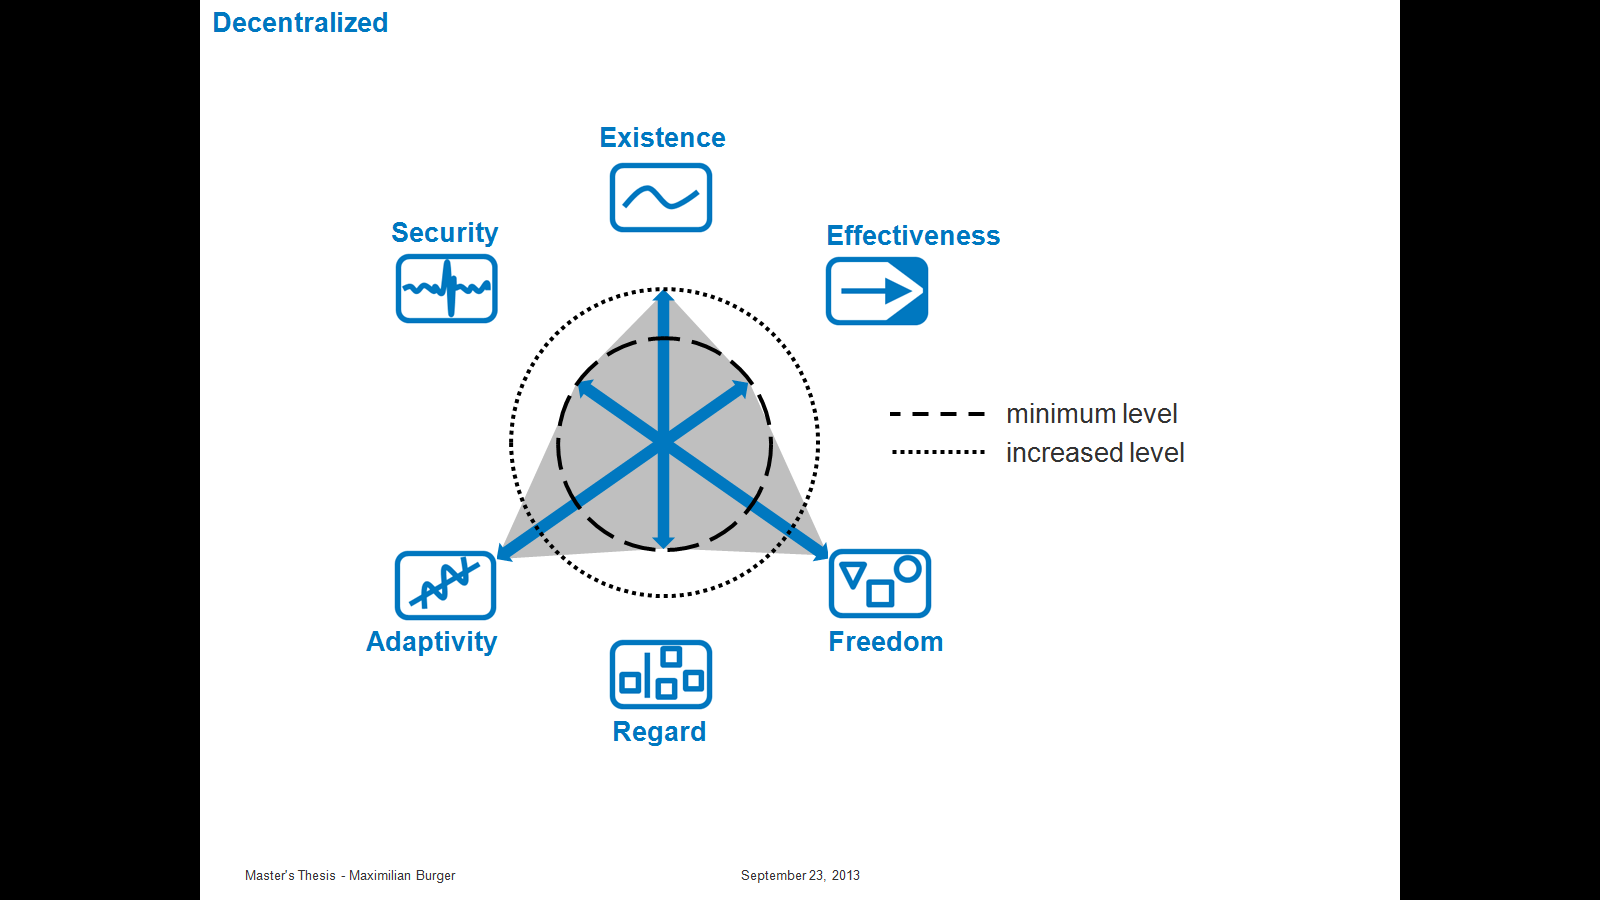 Decentralized
Existence
Security
Effectiveness
minimum level
increased level
Adaptivity
Freedom
Regard
Master's Thesis - Maximilian Burger
September 23, 2013